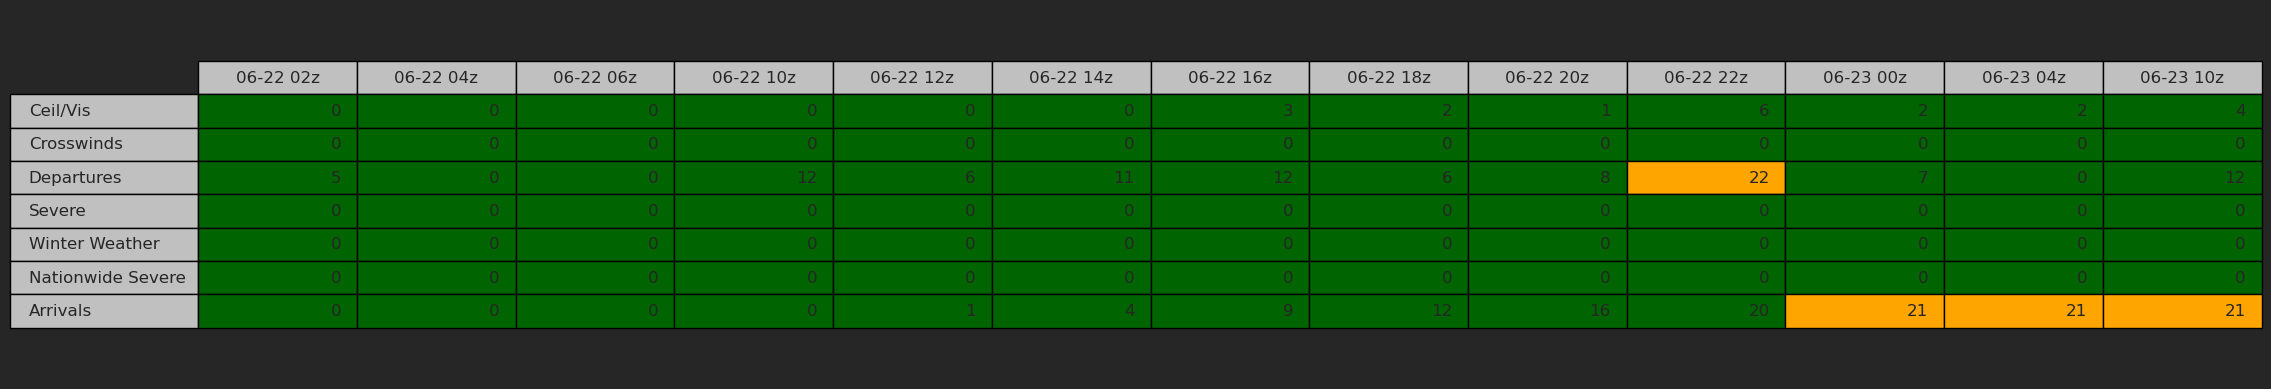 06-22 02z 06-22 04z 06-22 06z 06-22 10z 06-22 12z 06-22 14z 06-22 16z 06-22 18z 06-22 20z 06-22 22z 06-23 00z 06-23 04z 06-23 10z
Ceil/Vis 0 0 0 0 0 0 3 2 1 6 2 2 4
Crosswinds 0 0 0 0 0 0 0 0 0 0 0 0 0
Departures 5 0 0 12 6 11 12 6 8 22 7 0 12
Severe 0 0 0 0 0 0 0 0 0 0 0 0 0
Winter Weather 0 0 0 0 0 0 0 0 0 0 0 0 0
Nationwide Severe 0 0 0 0 0 0 0 0 0 0 0 0 0
Arrivals 0 0 0 0 1 4 9 12 16 20 21 21 21